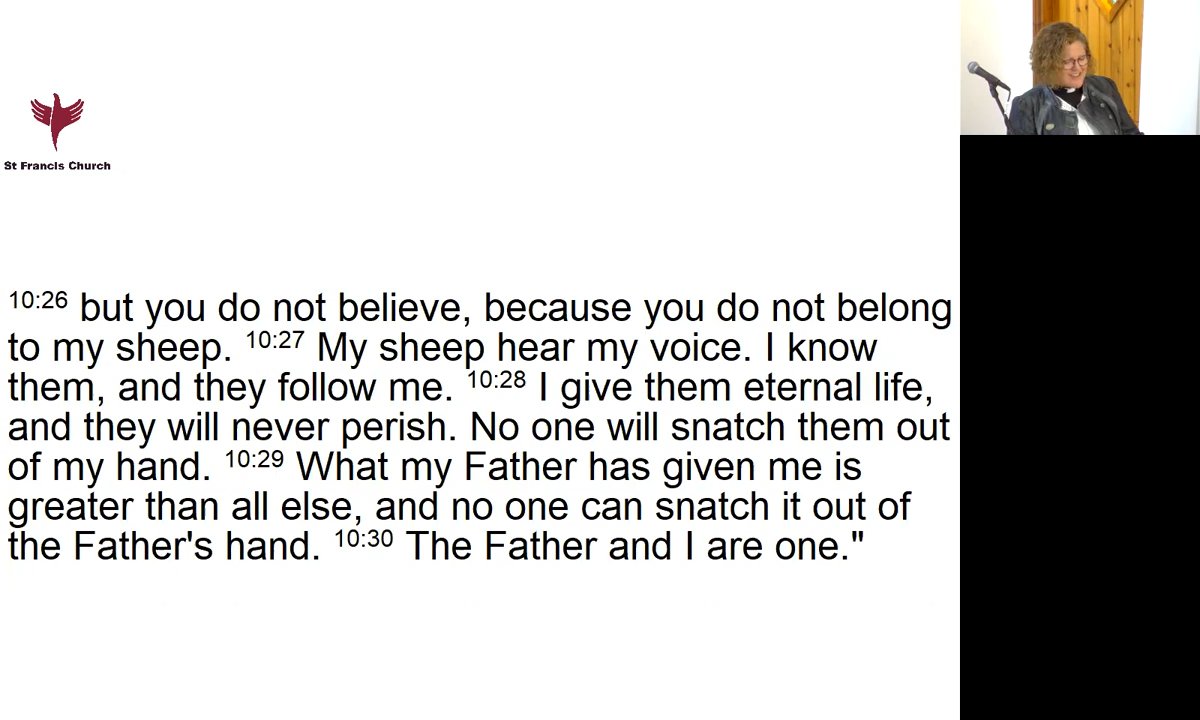 St Francis Church
10:26 but you do not believe, because you do not belong
to my sheep. 10:27 My sheep hear my voice. I know
them, and they follow me. 10:28 I give them eternal life,
and they will never perish. No one will snatch them out
of my hand. 10:29 What my Father has given me is
greater than all else, and no one can snatch it out of
the Father's hand. 10:30 The Father and I are one."